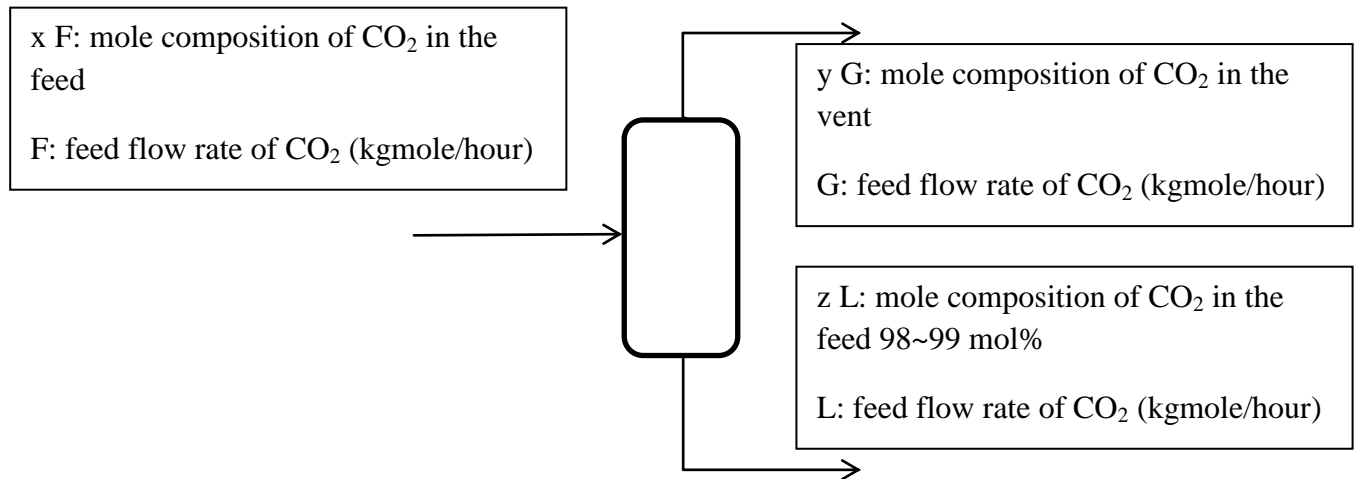 x F: mole composition of CO₂ in the
feed
F: feed flow rate of CO₂ (kgmole/hour)
y G: mole composition of CO₂ in the
vent
G: feed flow rate of CO₂ (kgmole/hour)
z L: mole composition of CO₂ in the
feed 98~99 mol%
L: feed flow rate of CO₂ (kgmole/hour)